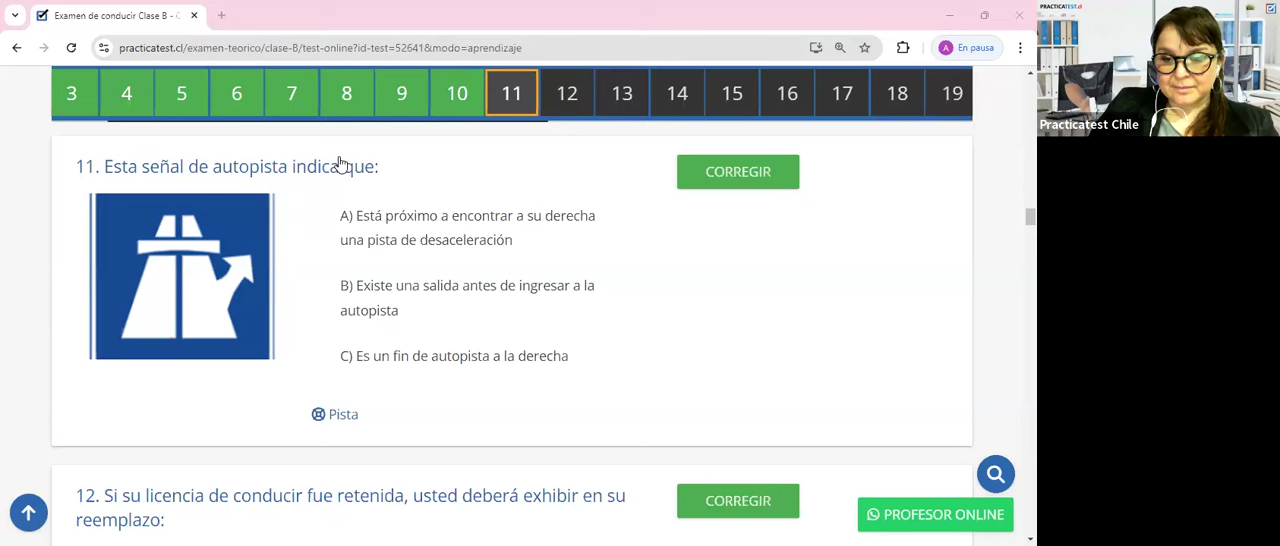 Examen de conducir Clase B - C
practicatest.cl/examen-teorico/clase-B/test-online?id-test=52641&modo=aprendizaje
A
En pausa
PRACTICATEST.cl
Practicatest Chile
3 4 5 6 7 8 9 10 11 12 13 14 15 16 17 18 19
11. Esta señal de autopista indica que:
CORREGIR
A) Está próximo a encontrar a su derecha
una pista de desaceleración
B) Existe una salida antes de ingresar a la
autopista
C) Es un fin de autopista a la derecha
Pista
12. Si su licencia de conducir fue retenida, usted deberá exhibir en su
reemplazo:
CORREGIR
PROFESOR ONLINE